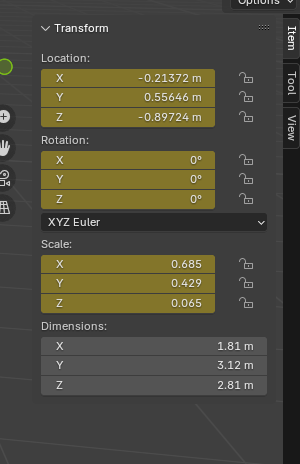 Options
Transform
Item
Tool
View
Location:
X -0.21372 m
Y 0.55646 m
Z -0.89724 m
Rotation:
X 0°
Y 0°
Z 0°
XYZ Euler
Scale:
X 0.685
Y 0.429
Z 0.065
Dimensions:
X 1.81 m
Y 3.12 m
Z 2.81 m